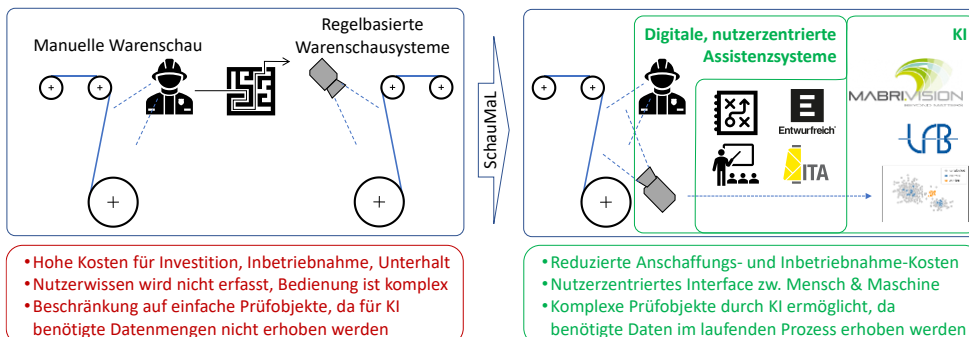 Manuelle Warenschau
Regelbasierte
Warenschausysteme
SchauMaL
Digitale, nutzerzentrierte
Assistenzsysteme
KI
Entwurfreich
ITA
MABRI.VISION
LFB
•Hohe Kosten für Investition, Inbetriebnahme, Unterhalt
•Nutzerwissen wird nicht erfasst, Bedienung ist komplex
•Beschränkung auf einfache Prüfobjekte, da für KI
benötigte Datenmengen nicht erhoben werden
•Reduzierte Anschaffungs- und Inbetriebnahme-Kosten
•Nutzerzentriertes Interface zw. Mensch & Maschine
•Komplexe Prüfobjekte durch KI ermöglicht, da
benötigte Daten im laufenden Prozess erhoben werden